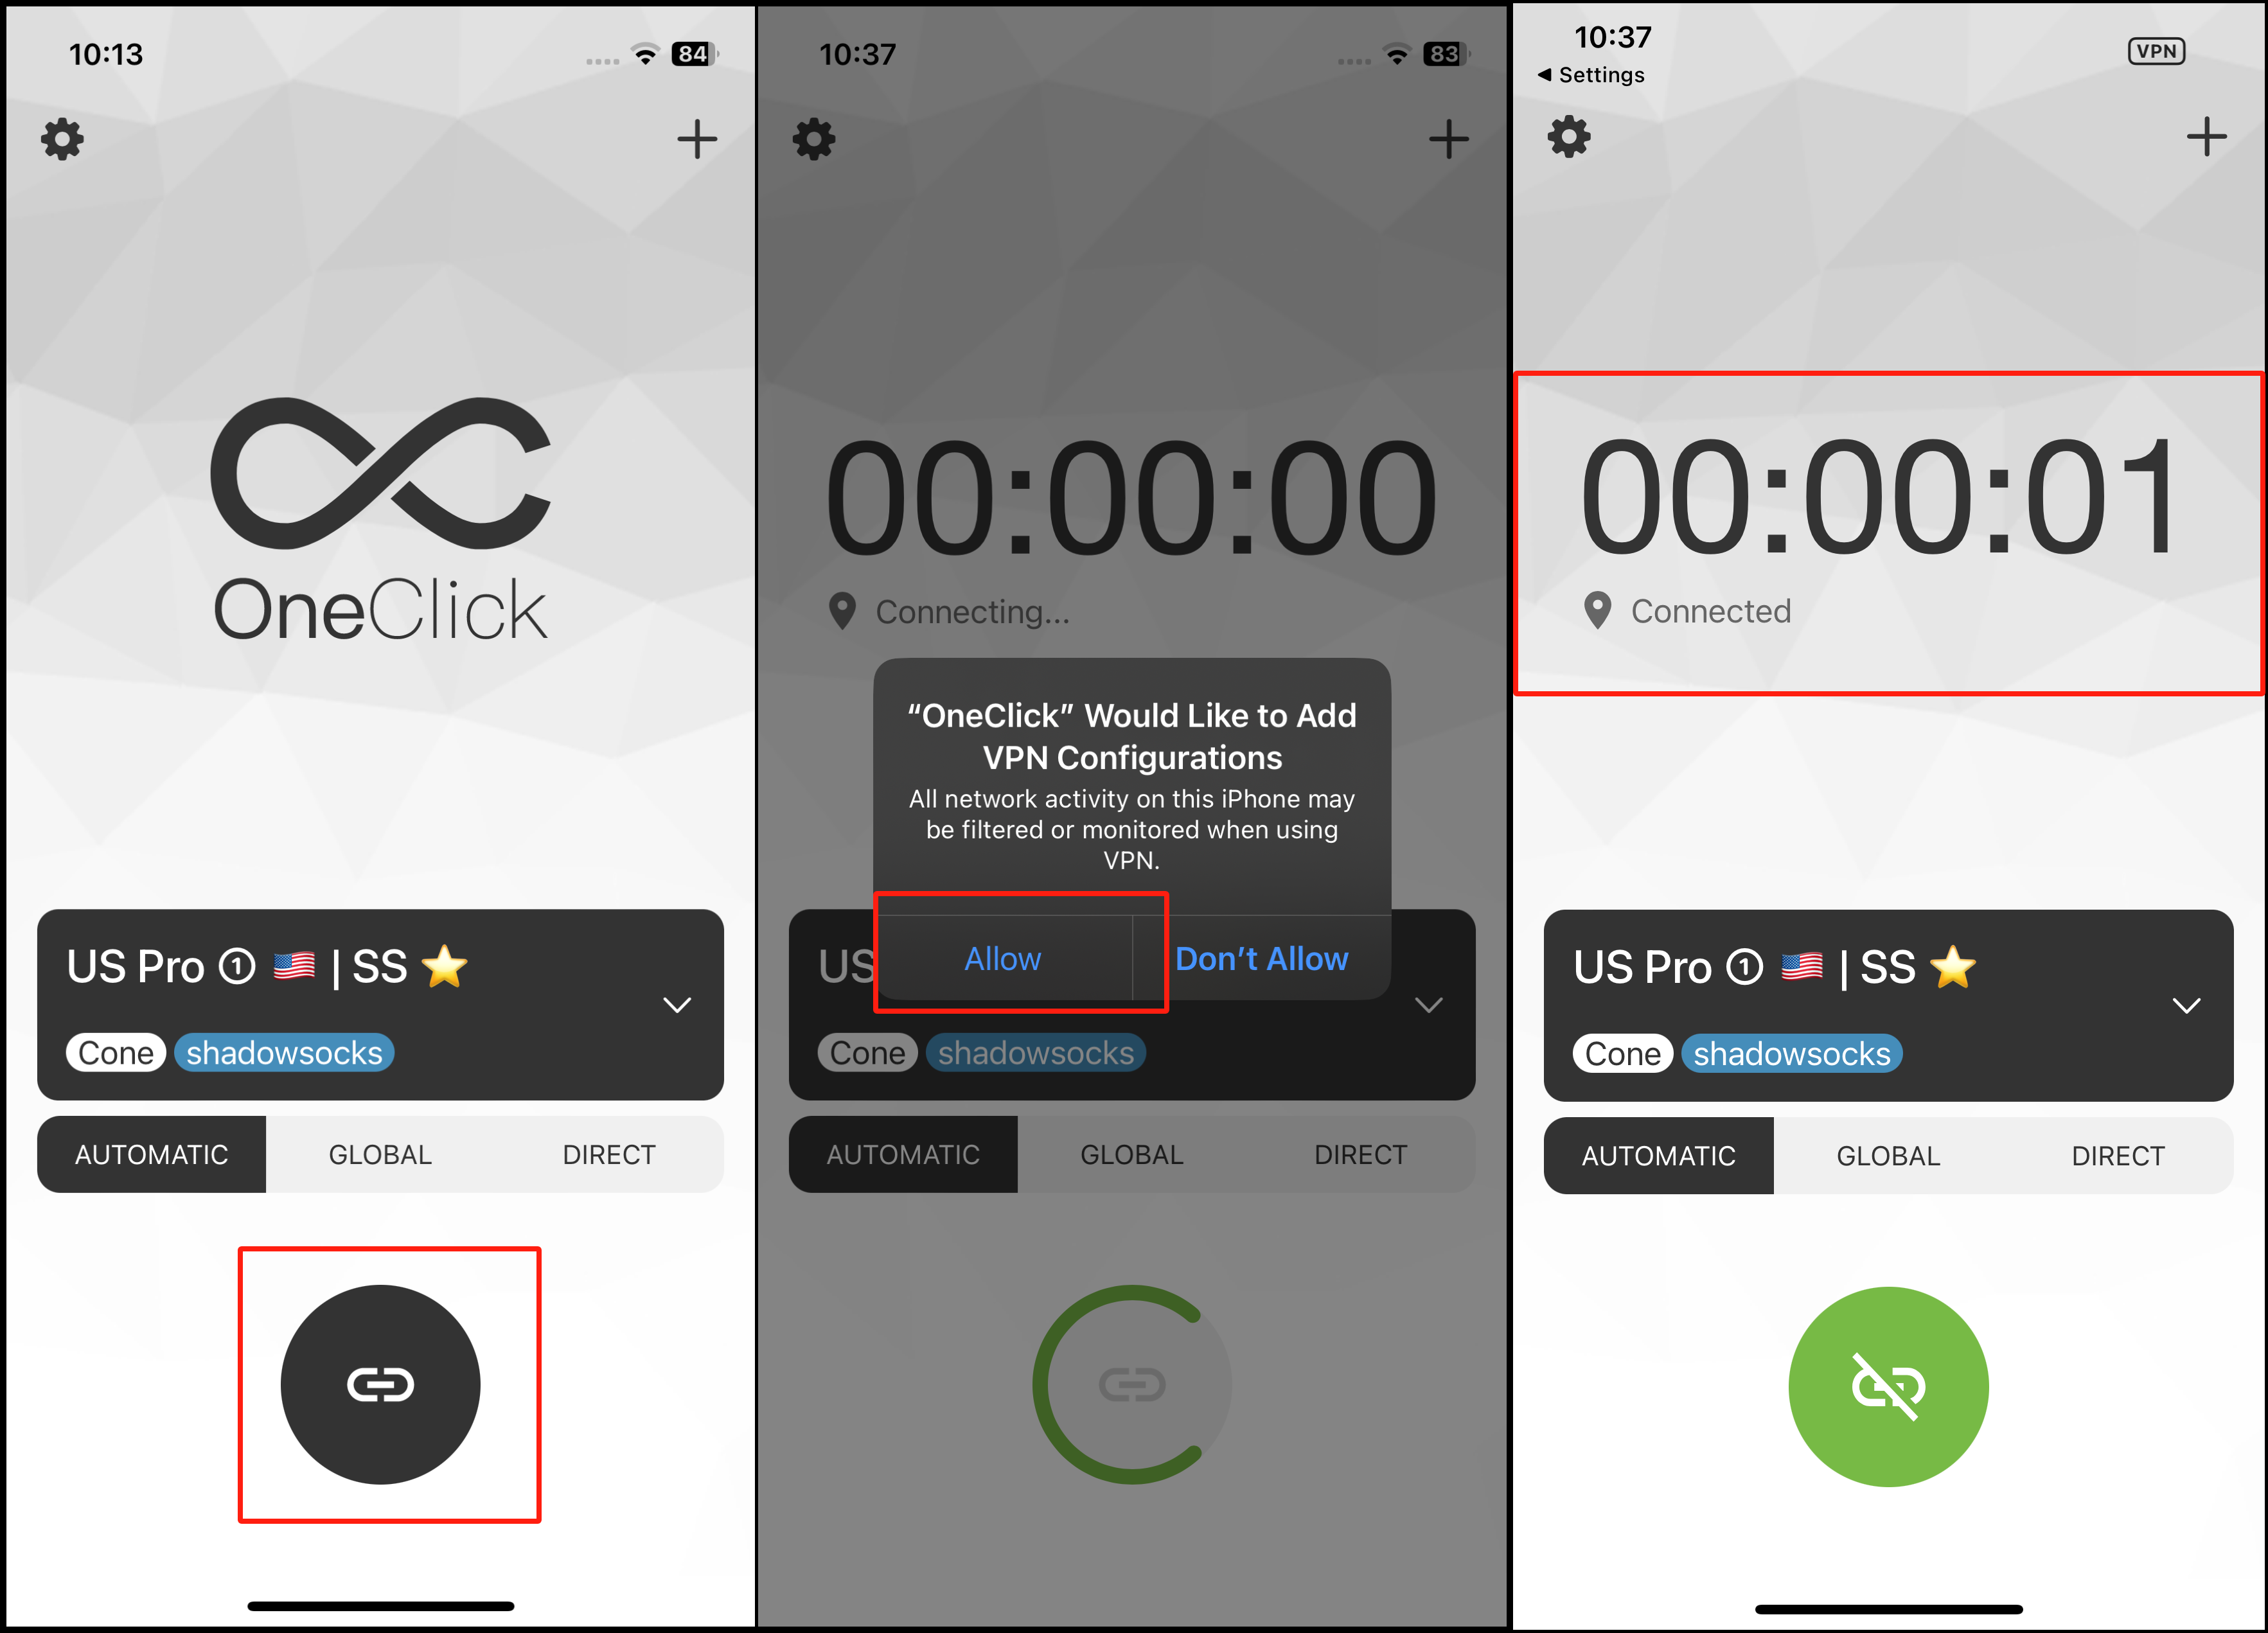 10:13
84
OneClick
US Pro ① 🇺🇸 | SS ⭐
Cone shadowsocks
AUTOMATIC GLOBAL DIRECT
10:37
83
00:00:00
Connecting...
“OneClick” Would Like to Add
VPN Configurations
All network activity on this iPhone may
be filtered or monitored when using
VPN.
Allow Don’t Allow
US
Cone shadowsocks
AUTOMATIC GLOBAL DIRECT
10:37
VPN
◀ Settings
00:00:01
Connected
US Pro ① 🇺🇸 | SS ⭐
Cone shadowsocks
AUTOMATIC GLOBAL DIRECT